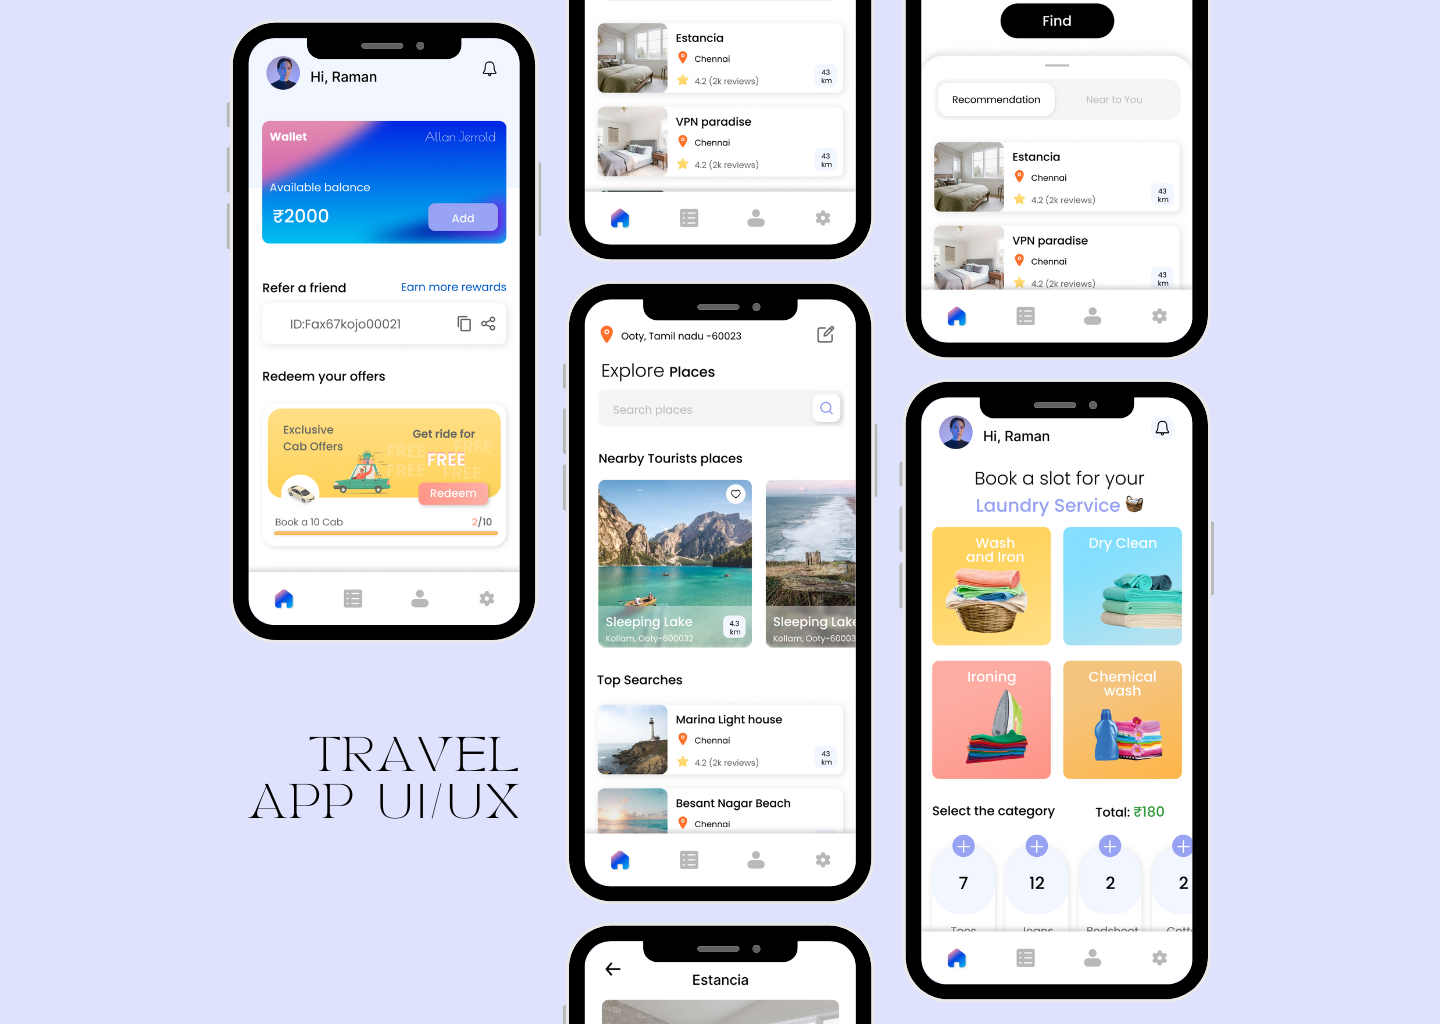 Hi, Raman
Wallet
Allan Jerrold
Available balance
₹2000
Add
Refer a friend
Earn more rewards
ID:Fax67kojo00021
Redeem your offers
Exclusive
Cab Offers
Get ride for
FREE FREE
FREE
FREE FREE
Redeem
Book a 10 Cab
2/10
TRAVEL
APP UI/UX
Estancia
Chennai
4.2 (2k reviews)
43
km
VPN paradise
Chennai
4.2 (2k reviews)
43
km
Ooty, Tamil nadu -60023
Explore Places
Search places
Nearby Tourists places
Sleeping Lake
Kollam, Ooty-600032
4.3
km
Sleeping Lake
Kollam, Ooty-60003
Top Searches
Marina Light house
Chennai
4.2 (2k reviews)
43
km
Besant Nagar Beach
Chennai
Estancia
Find
Recommendation
Near to You
Estancia
Chennai
4.2 (2k reviews)
43
km
VPN paradise
Chennai
4.2 (2k reviews)
43
km
Hi, Raman
Book a slot for your
Laundry Service
Wash
and Iron
Dry Clean
Ironing
Chemical
wash
Select the category
Total: ₹180
7
12
2
2
Tees
Jeans
Bedsheet